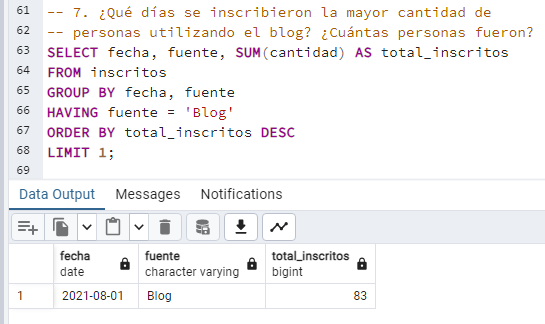 61 -- 7. ¿Qué días se inscribieron la mayor cantidad de
62 -- personas utilizando el blog? ¿Cuántas personas fueron?
63 SELECT fecha, fuente, SUM(cantidad) AS total_inscritos
64 FROM inscritos
65 GROUP BY fecha, fuente
66 HAVING fuente = 'Blog'
67 ORDER BY total_inscritos DESC
68 LIMIT 1;
69
Data Output Messages Notifications
fecha fuente total_inscritos
date character varying bigint
1 2021-08-01 Blog 83